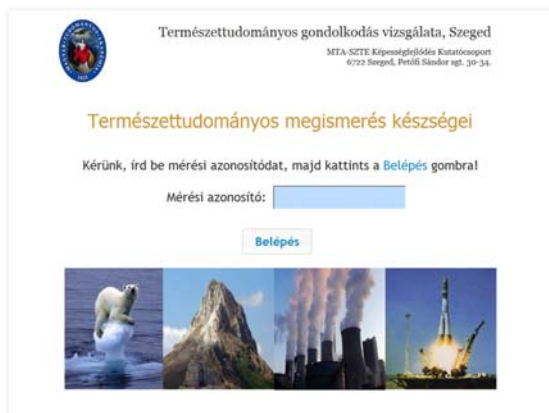 Természettudományos gondolkodás vizsgálata, Szeged
MTA-SZTE Képességfejlődés Kutatócsoport
6722 Szeged, Petőfi Sándor sgt. 30-34.
Természettudományos megismerés készségei
Kérünk, írd be mérési azonosítódat, majd kattints a Belépés gombra!
Mérési azonosító:
Belépés